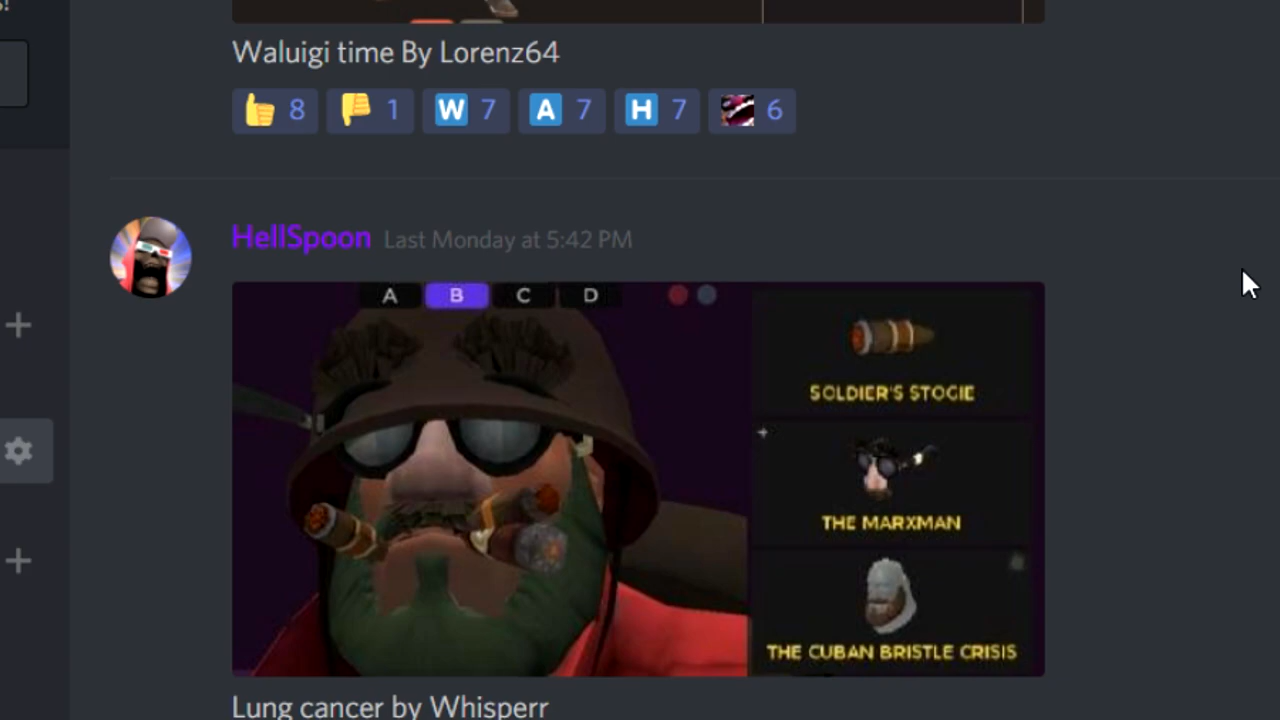 s!
Waluigi time By Lorenz64
8 1 W 7 A 7 H 7 6
HellSpoon Last Monday at 5:42 PM
A B C D
SOLDIER'S STOGIE
THE MARXMAN
THE CUBAN BRISTLE CRISIS
Lung cancer by Whisperr